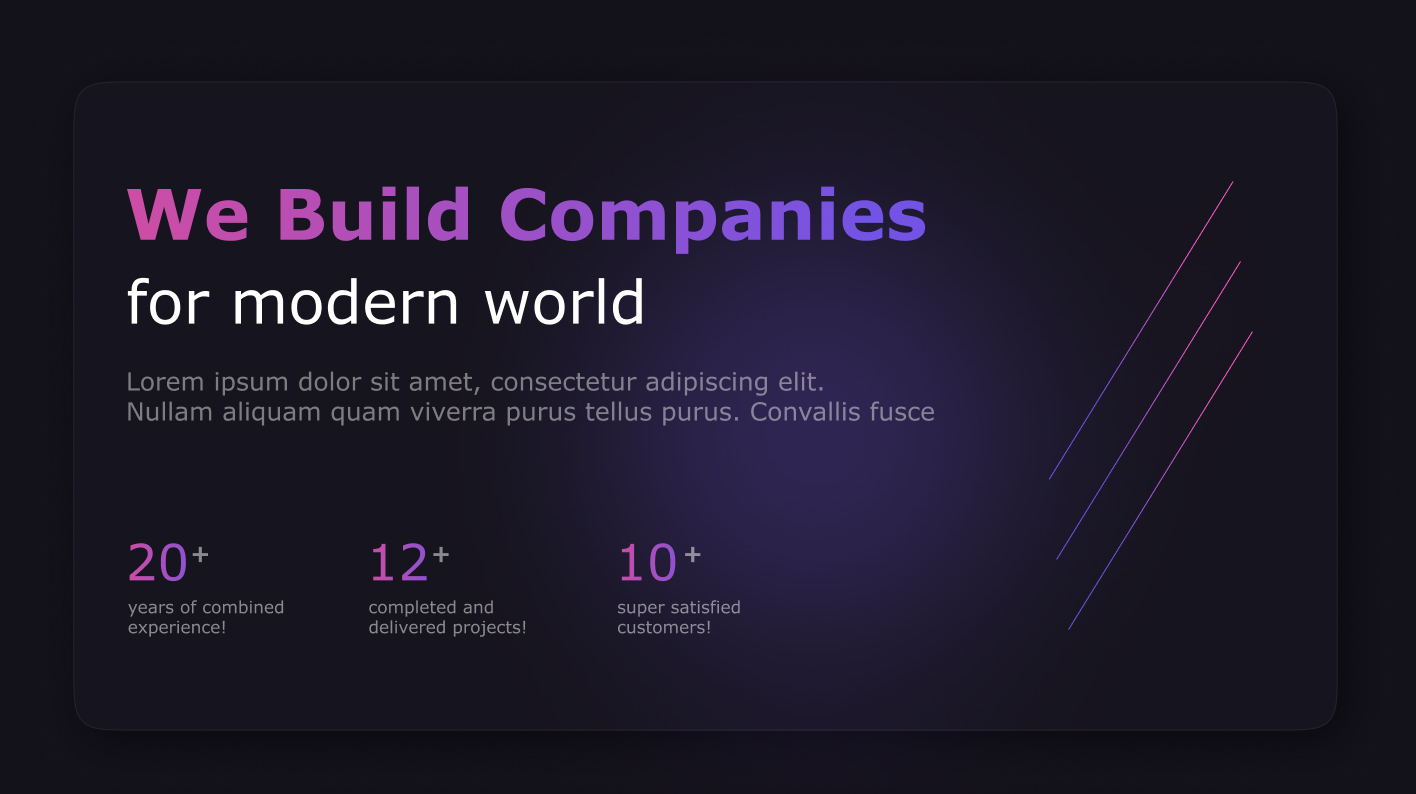 We Build Companies
for modern world
Lorem ipsum dolor sit amet, consectetur adipiscing elit.
Nullam aliquam quam viverra purus tellus purus. Convallis fusce
20+
years of combined
experience!
12+
completed and
delivered projects!
10+
super satisfied
customers!